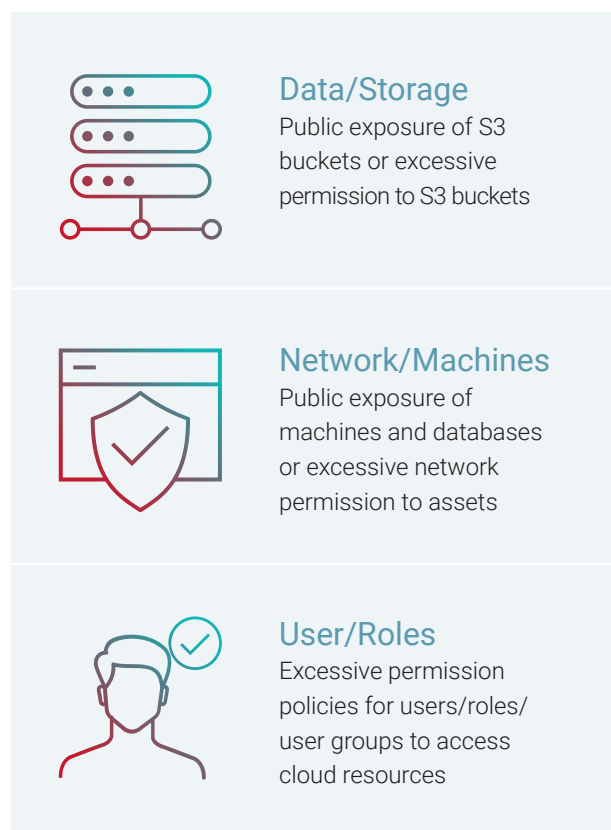 Data/Storage
Public exposure of S3
buckets or excessive
permission to S3 buckets
Network/Machines
Public exposure of
machines and databases
or excessive network
permission to assets
User/Roles
Excessive permission
policies for users/roles/
user groups to access
cloud resources